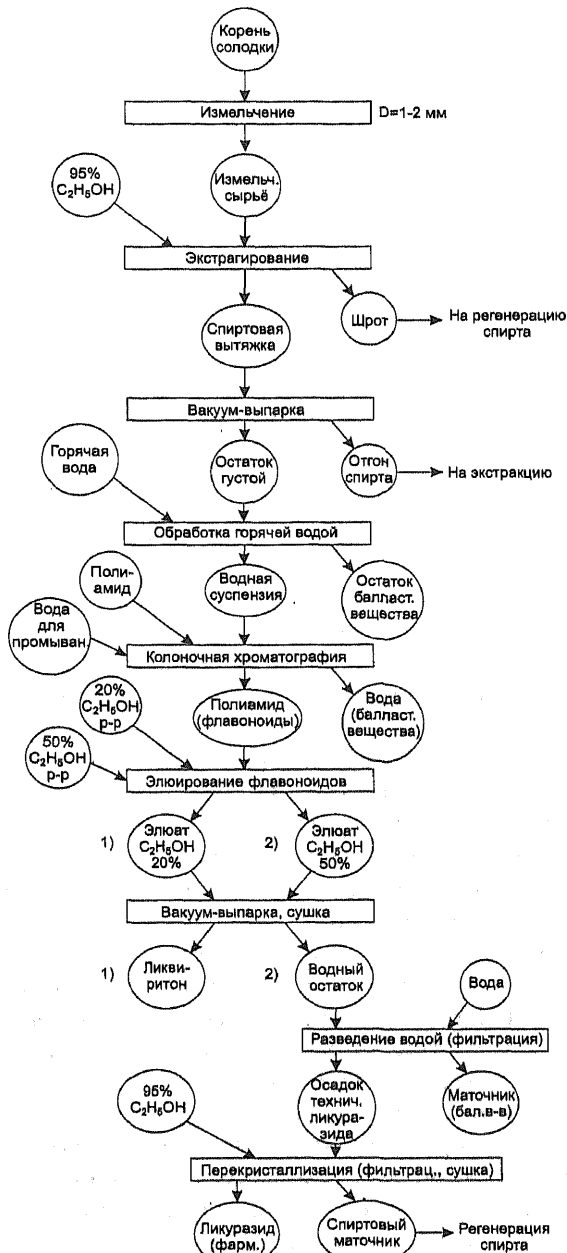 Корень
солодки
Измельчение
D=1-2 мм
95%
C₂H₅OH
Измельч.
сырьё
Экстрагирование
Спиртовая
вытяжка
Шрот
На регенерацию
спирта
Вакуум-выпарка
Горячая
вода
Остаток
густой
Отгон
спирта
На экстракцию
Обработка горячей водой
Поли-
амид
Водная
суспензия
Остаток
балласт.
вещества
Вода
для
промыван.
Колоночная хроматография
20%
C₂H₅OH
р-р
Полиамид
(флавоноиды)
Вода
(балласт.
вещества)
50%
C₂H₅OH
р-р
Элюирование флавоноидов
1)
Элюат
C₂H₅OH
20%
2)
Элюат
C₂H₅OH
50%
Вакуум-выпарка, сушка
1)
Ликви-
ритон
2)
Водный
остаток
Вода
Разведение водой (фильтрация)
95%
C₂H₅OH
Осадок
технич.
ликура-
зида
Маточник
(бал.в-в)
Перекристаллизация (фильтрац., сушка)
Ликуразид
(фарм.)
Спиртовый
маточник
Регенерация
спирта